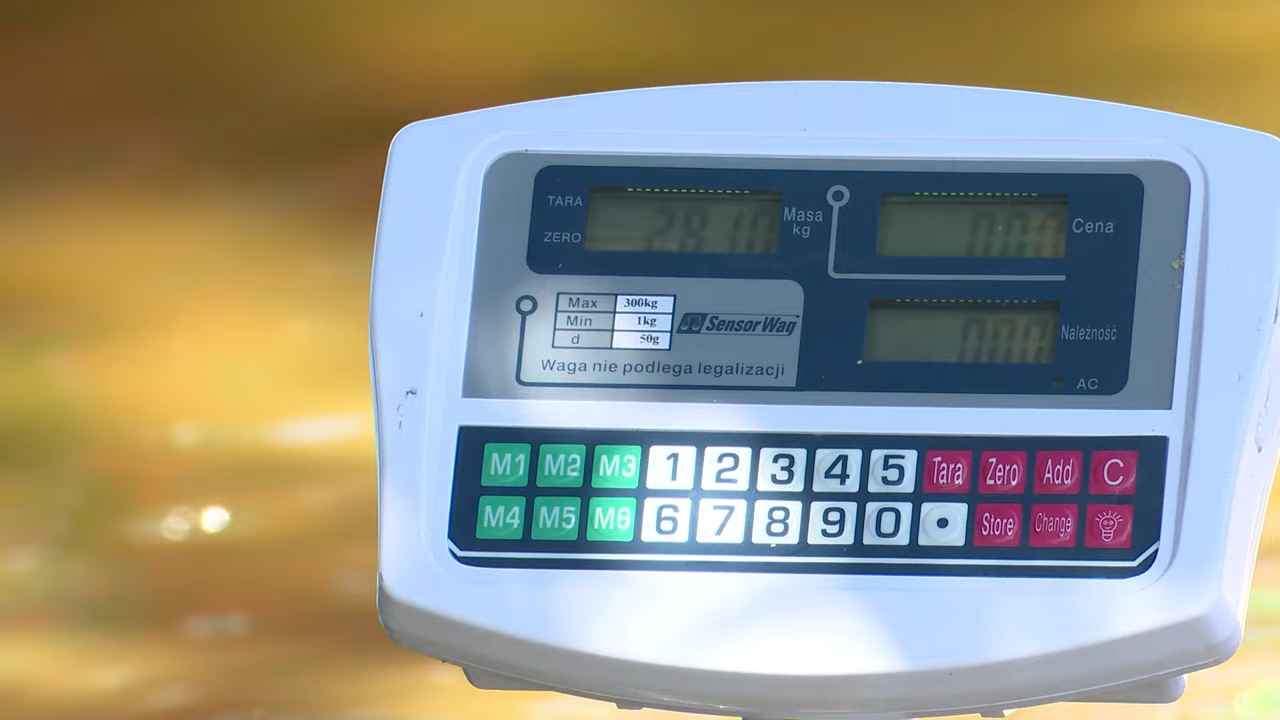 TARA
ZERO
Masa
kg
Cena
Max 300kg
Min 1kg
d 50g
SensorWag
Waga nie podlega legalizacji
Należność
AC
M1 M2 M3 1 2 3 4 5 Tara Zero Add C
M4 M5 M6 6 7 8 9 0 • Store Change